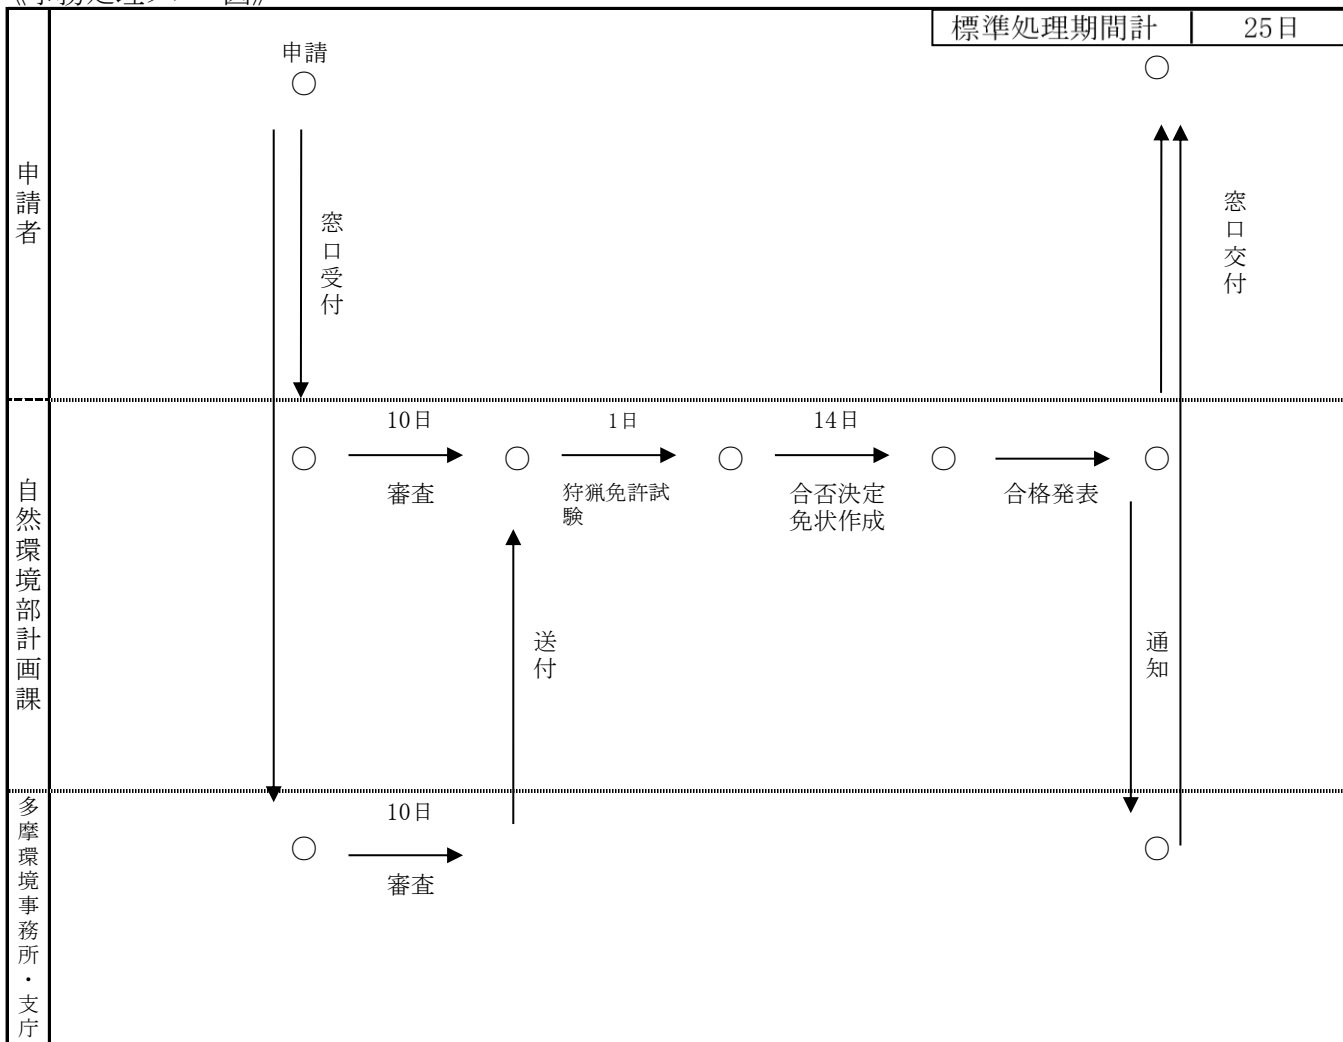 標準処理期間計 25日
申請
申請者
窓口受付
窓口交付
自然環境部計画課
10日
審査
1日
狩猟免許試
験
14日
合否決定
免状作成
合格発表
送付
通知
多摩環境事務所・支庁
10日
審査